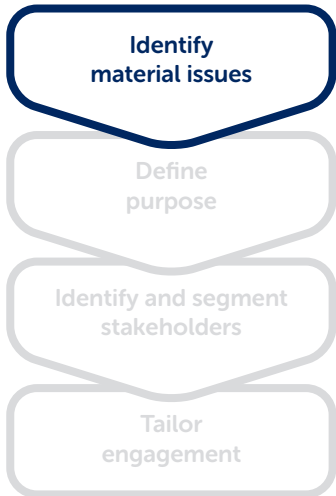 Identify
material issues
Define
purpose
Identify and segment
stakeholders
Tailor
engagement